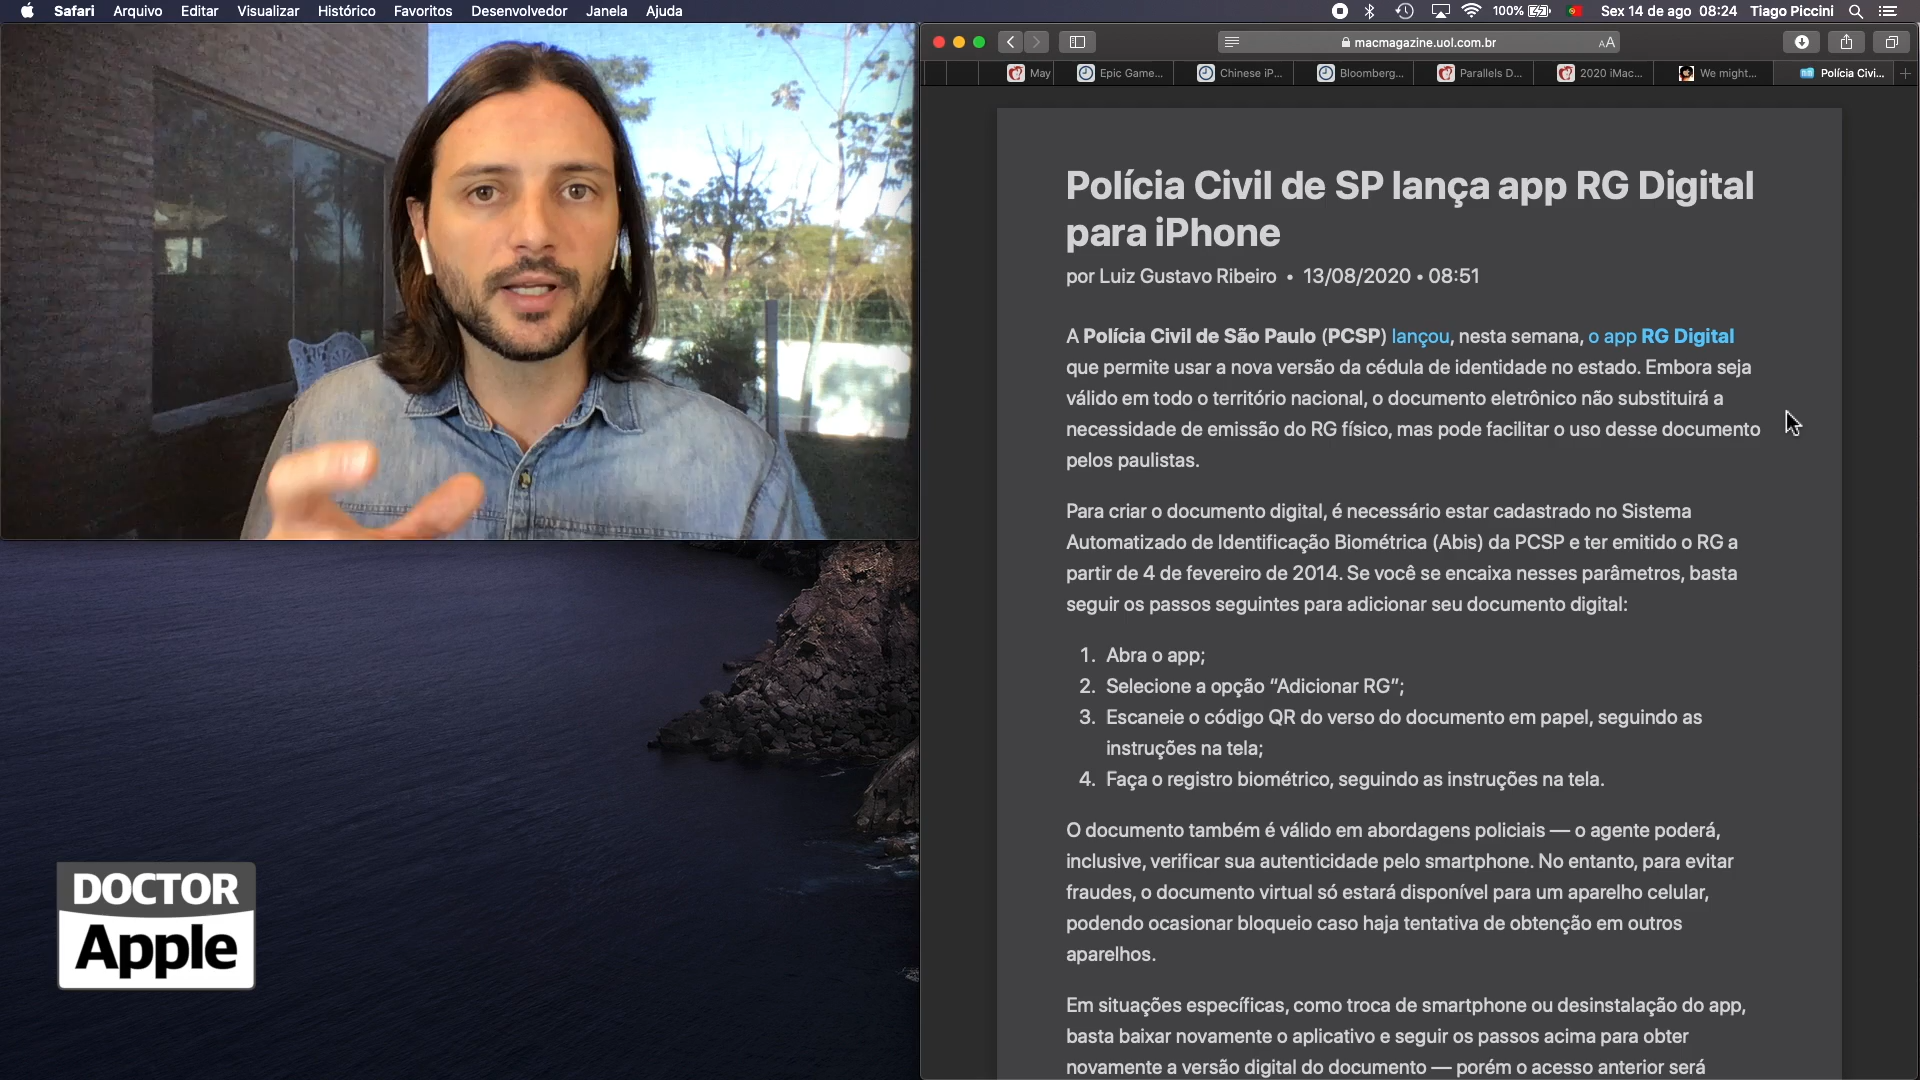 Safari Arquivo Editar Visualizar Histórico Favoritos Desenvolvedor Janela Ajuda 100% Sex 14 de ago 08:24 Tiago Piccini
macmagazine.uol.com.br AA
May Epic Game... Chinese iP... Bloomberg... Parallels D... 2020 iMac... We might... Polícia Civi...
Polícia Civil de SP lança app RG Digital
para iPhone
por Luiz Gustavo Ribeiro • 13/08/2020 • 08:51
A Polícia Civil de São Paulo (PCSP) lançou, nesta semana, o app RG Digital
que permite usar a nova versão da cédula de identidade no estado. Embora seja
válido em todo o território nacional, o documento eletrônico não substituirá a
necessidade de emissão do RG físico, mas pode facilitar o uso desse documento
pelos paulistas.
Para criar o documento digital, é necessário estar cadastrado no Sistema
Automatizado de Identificação Biométrica (Abis) da PCSP e ter emitido o RG a
partir de 4 de fevereiro de 2014. Se você se encaixa nesses parâmetros, basta
seguir os passos seguintes para adicionar seu documento digital:
1. Abra o app;
2. Selecione a opção “Adicionar RG”;
3. Escaneie o código QR do verso do documento em papel, seguindo as
instruções na tela;
4. Faça o registro biométrico, seguindo as instruções na tela.
O documento também é válido em abordagens policiais — o agente poderá,
inclusive, verificar sua autenticidade pelo smartphone. No entanto, para evitar
fraudes, o documento virtual só estará disponível para um aparelho celular,
podendo ocasionar bloqueio caso haja tentativa de obtenção em outros
aparelhos.
Em situações específicas, como troca de smartphone ou desinstalação do app,
basta baixar novamente o aplicativo e seguir os passos acima para obter
novamente a versão digital do documento — porém o acesso anterior será
DOCTOR
Apple